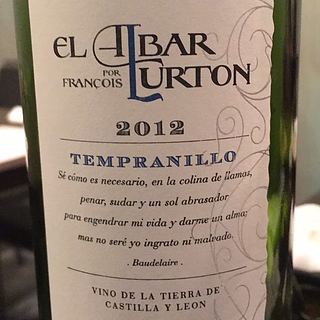 EL ALBAR
POR
FRANÇOIS LURTON
2012
TEMPRANILLO
Sé cómo es necesario, en la colina de llamas,
penar, sudar y un sol abrasador
para engendrar mi vida y darme un alma;
mas no seré yo ingrato ni malvado.
. Baudelaire .
VINO DE LA TIERRA DE
CASTILLA Y LEON